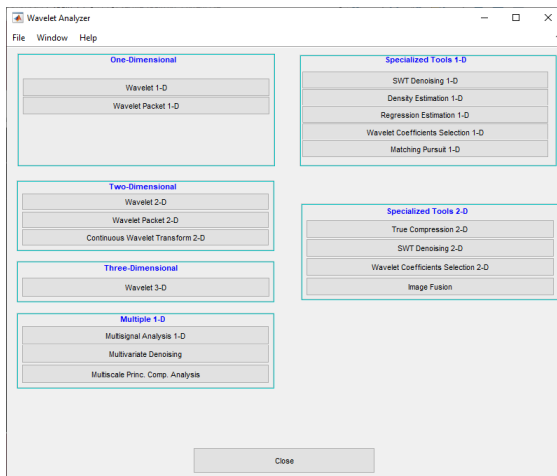 Wavelet Analyzer
File Window Help
One-Dimensional
Wavelet 1-D
Wavelet Packet 1-D
Two-Dimensional
Wavelet 2-D
Wavelet Packet 2-D
Continuous Wavelet Transform 2-D
Three-Dimensional
Wavelet 3-D
Multiple 1-D
Multisignal Analysis 1-D
Multivariate Denoising
Multiscale Princ. Comp. Analysis
Specialized Tools 1-D
SWT Denoising 1-D
Density Estimation 1-D
Regression Estimation 1-D
Wavelet Coefficients Selection 1-D
Matching Pursuit 1-D
Specialized Tools 2-D
True Compression 2-D
SWT Denoising 2-D
Wavelet Coefficients Selection 2-D
Image Fusion
Close